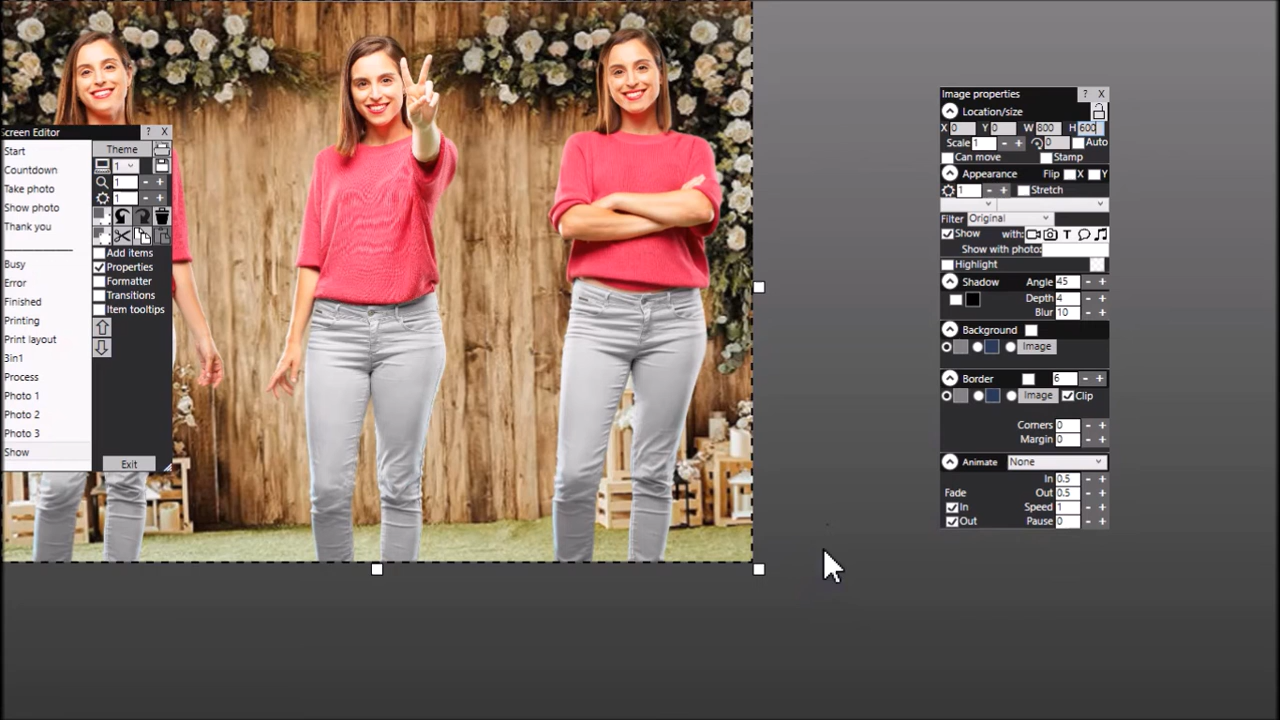 Screen Editor ? X
Start
Countdown
Take photo
Show photo
Thank you
Busy
Error
Finished
Printing
Print layout
3in1
Process
Photo 1
Photo 2
Photo 3
Show
Theme
1
1 - +
1 - +
Add items
Properties
Formatter
Transitions
Item tooltips
Exit
Image properties ? X
Location/size
X 0 Y 0 W 800 H 600
Scale 1 - + 0 Auto
Can move Stamp
Appearance Flip X Y
1 - + Stretch
Filter Original
Show with: T
Show with photo:
Highlight
Shadow Angle 45
Depth 4 - +
Blur 10 - +
Background
Image
Border 6 - +
Image Clip
Corners 0
Margin 0
Animate None
In 0.5 - +
Fade Out 0.5 - +
In Speed 1 - +
Out Pause 0 - +